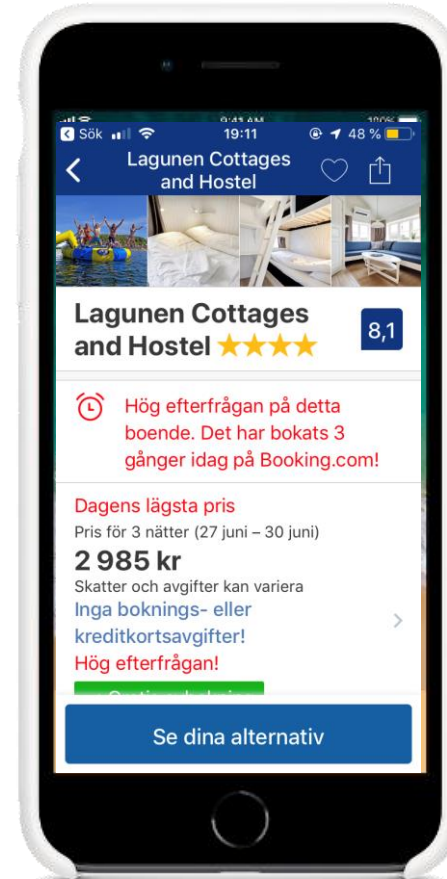 9:41 AM 100%
Sök 19:11 48 %
Lagunen Cottages
and Hostel
Lagunen Cottages
and Hostel
8,1
Hög efterfrågan på detta
boende. Det har bokats 3
gånger idag på Booking.com!
Dagens lägsta pris
Pris för 3 nätter (27 juni – 30 juni)
2 985 kr
Skatter och avgifter kan variera
Inga boknings- eller
kreditkortsavgifter!
Hög efterfrågan!
Se dina alternativ